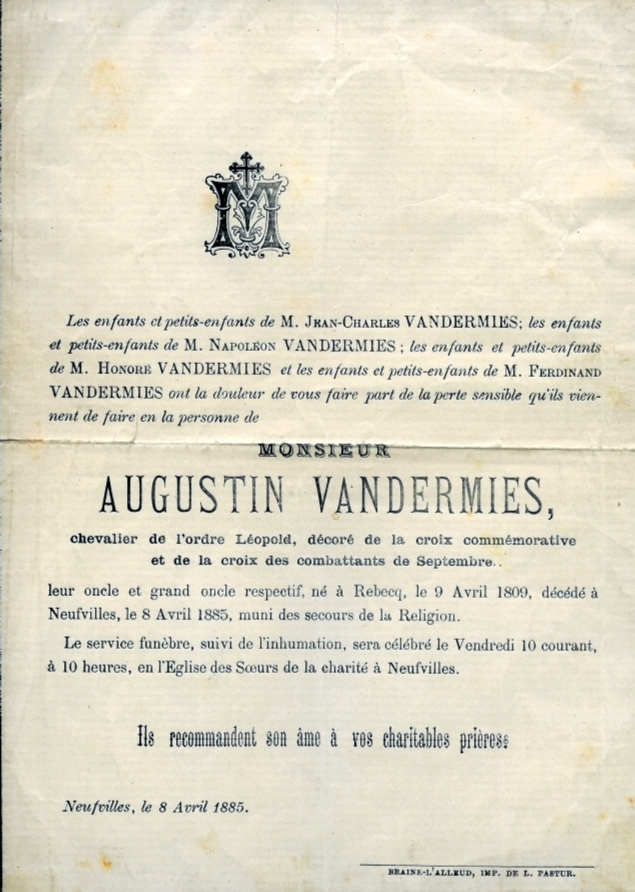 M
Les enfants et petits-enfants de M. JEAN-CHARLES VANDERMIES; les enfants
et petits-enfants de M. NAPOLÉON VANDERMIES ; les enfants et petits-enfants
de M. HONORÉ VANDERMIES et les enfants et petits-enfants de M. FERDINAND
VANDERMIES ont la douleur de vous faire part de la perte sensible qu'ils vien-
nent de faire en la personne de
MONSIEUR
AUGUSTIN VANDERMIES,
chevalier de l'ordre Léopold, décoré de la croix commémorative
et de la croix des combattants de Septembre..
leur oncle et grand oncle respectif, né à Rebecq, le 9 Avril 1809, décédé à
Neufvilles, le 8 Avril 1885, muni des secours de la Religion.
Le service funèbre, suivi de l'inhumation, sera célébré le Vendredi 10 courant,
à 10 heures, en l'Eglise des Sœurs de la charité à Neufvilles.
Ils recommandent son âme à vos charitables prières
Neufvilles, le 8 Avril 1885.
BRAINE-L'ALLEUD, IMP. DE L. PASTUR.